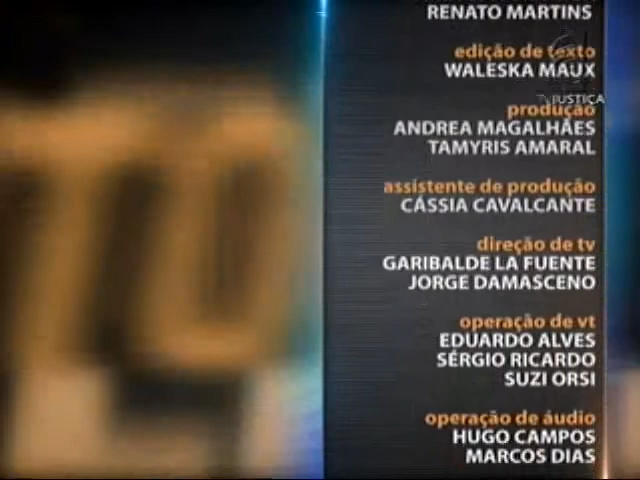 RENATO MARTINS
edição de texto
WALESKA MAUX
TV JUSTIÇA
produção
ANDREA MAGALHÃES
TAMYRIS AMARAL
assistente de produção
CÁSSIA CAVALCANTE
direção de tv
GARIBALDE LA FUENTE
JORGE DAMASCENO
operação de vt
EDUARDO ALVES
SÉRGIO RICARDO
SUZI ORSI
operação de áudio
HUGO CAMPOS
MARCOS DIAS